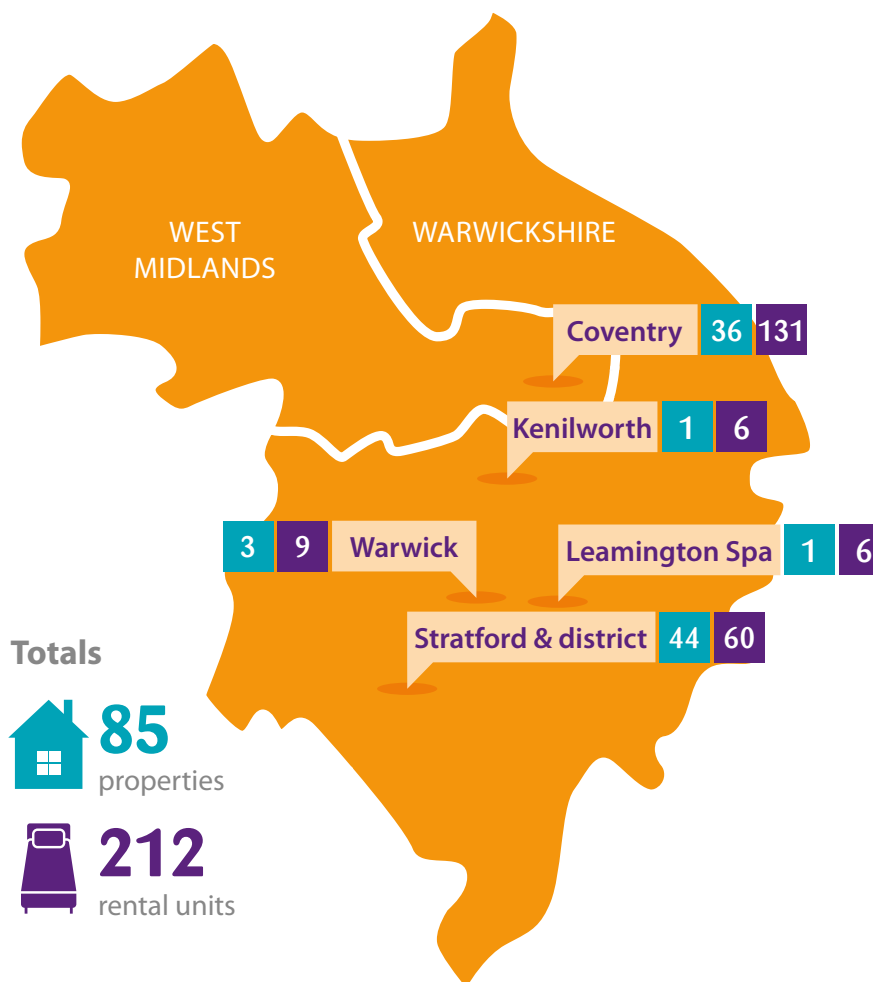 WEST
MIDLANDS
WARWICKSHIRE
Coventry 36 131
Kenilworth 1 6
3 9 Warwick
Leamington Spa 1 6
Stratford & district 44 60
Totals
85
properties
212
rental units